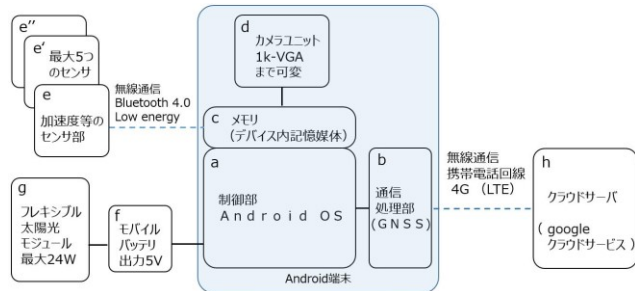 e''
e'
最大5つ
のセンサ
e
加速度等の
センサ部
無線通信
Bluetooth 4.0
Low energy
d
カメラユニット
1k-VGA
まで可変
c メモリ
(デバイス内記憶媒体)
a
制御部
Android OS
b
通信
処理部
(GNSS)
無線通信
携帯電話回線
4G (LTE)
h
クラウドサーバ
( google
クラウドサービス )
g
フレキシブル
太陽光
モジュール
最大24W
f
モバイル
バッテリ
出力5V
Android端末